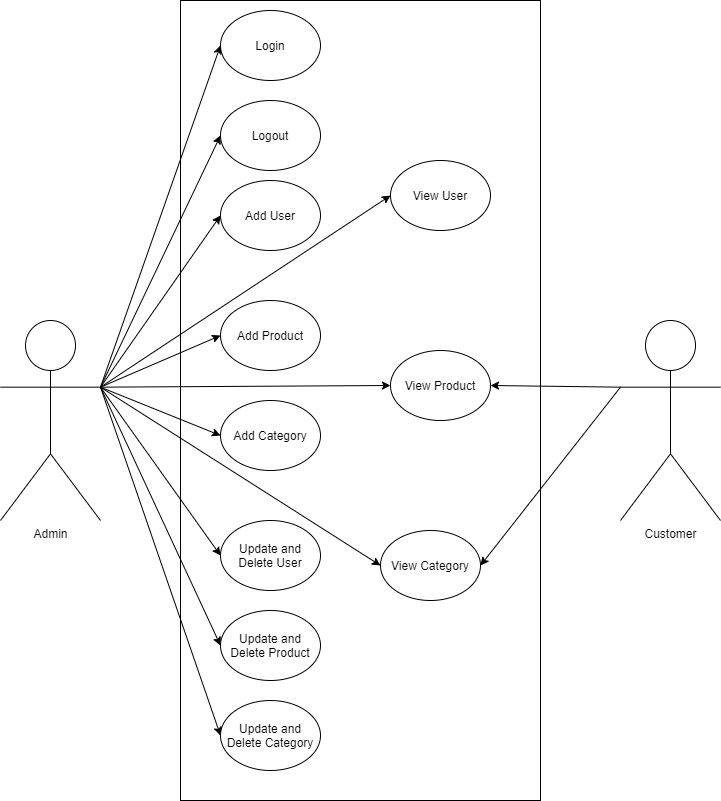 Login
Logout
View User
Add User
Add Product
View Product
Add Category
Admin
Customer
Update and
Delete User
View Category
Update and
Delete Product
Update and
Delete Category